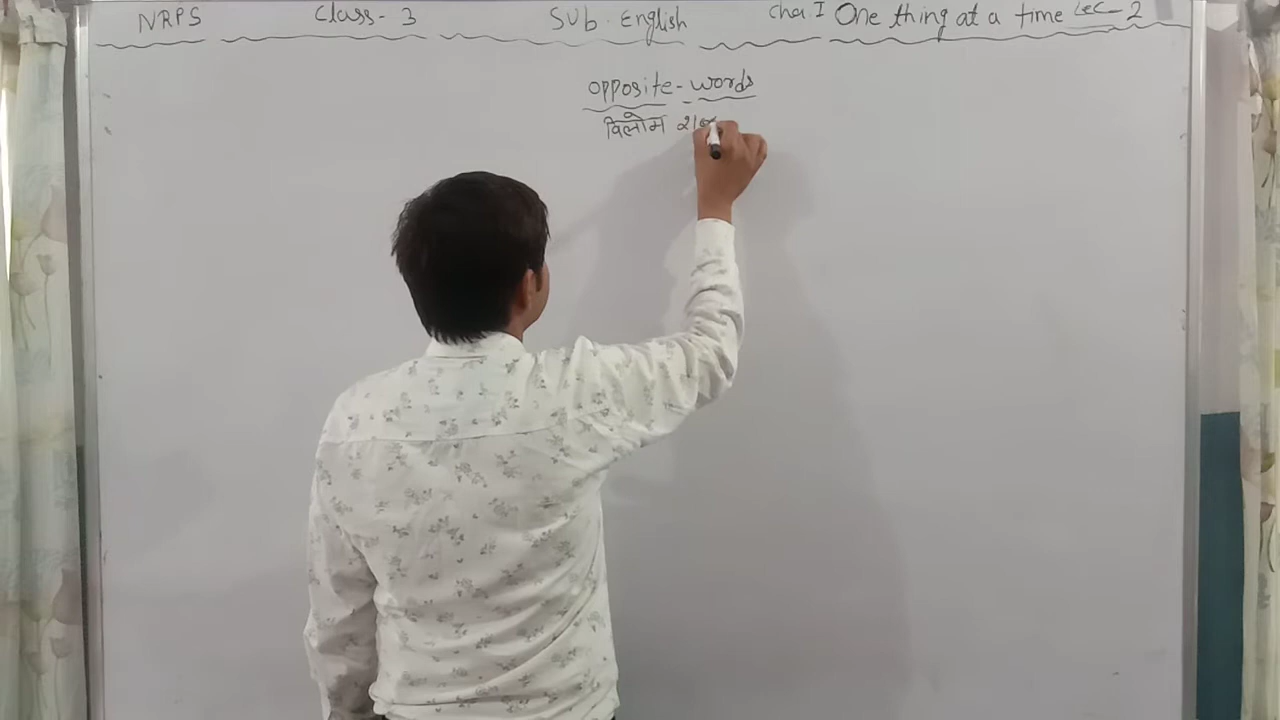 NRPS Class-3 Sub. English Cha I One thing at a time Lec-2
opposite-words
विलोम